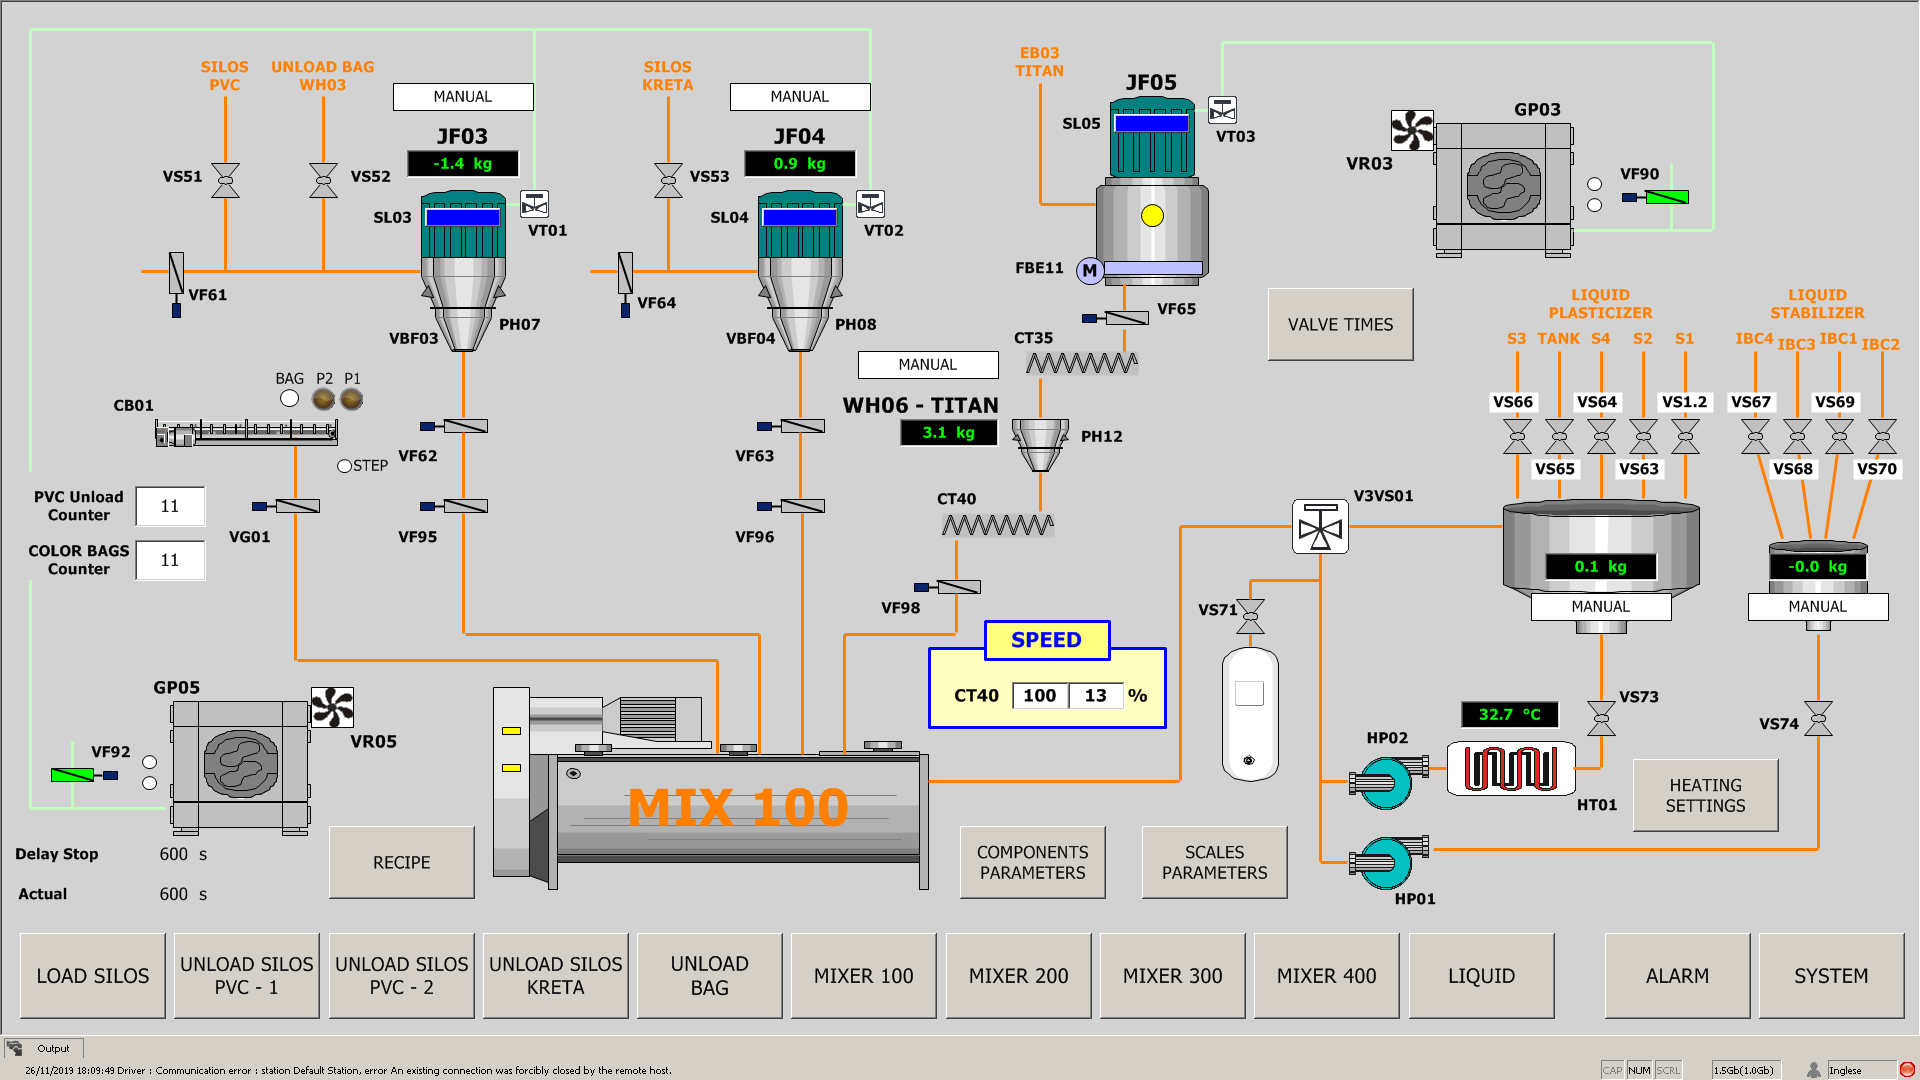 SILOS
PVC
UNLOAD BAG
WH03
MANUAL
SILOS
KRETA
MANUAL
EB03
TITAN
JF05
SL05
VT03
GP03
VR03
VF90
JF03
-1.4 kg
JF04
0.9 kg
VS51
VS52
VS53
SL03
VT01
SL04
VT02
FBE11
M
VF61
VF64
VF65
PH07
VBF03
PH08
VBF04
VALVE TIMES
LIQUID
PLASTICIZER
LIQUID
STABILIZER
S3
TANK
S4
S2
S1
IBC4
IBC3
IBC1
IBC2
CT35
MANUAL
WH06 - TITAN
3.1 kg
PH12
BAG
P2
P1
CB01
STEP
VF62
VF63
VS66
VS64
VS1.2
VS67
VS69
VS65
VS63
VS68
VS70
PVC Unload
Counter
11
COLOR BAGS
Counter
11
VG01
VF95
VF96
CT40
V3VS01
0.1 kg
MANUAL
-0.0 kg
MANUAL
VF98
VS71
SPEED
CT40
100
13
%
GP05
VR05
VF92
VS73
32.7 °C
VS74
HP02
HT01
HEATING
SETTINGS
MIX 100
Delay Stop
600 s
Actual
600 s
RECIPE
COMPONENTS
PARAMETERS
SCALES
PARAMETERS
HP01
LOAD SILOS
UNLOAD SILOS
PVC - 1
UNLOAD SILOS
PVC - 2
UNLOAD SILOS
KRETA
UNLOAD
BAG
MIXER 100
MIXER 200
MIXER 300
MIXER 400
LIQUID
ALARM
SYSTEM
Output
26/11/2019 18:09:49 Driver : Communication error : station Default Station, error An existing connection was forcibly closed by the remote host.
CAP
NUM
SCRL
1.5Gb(1.0Gb)
Inglese